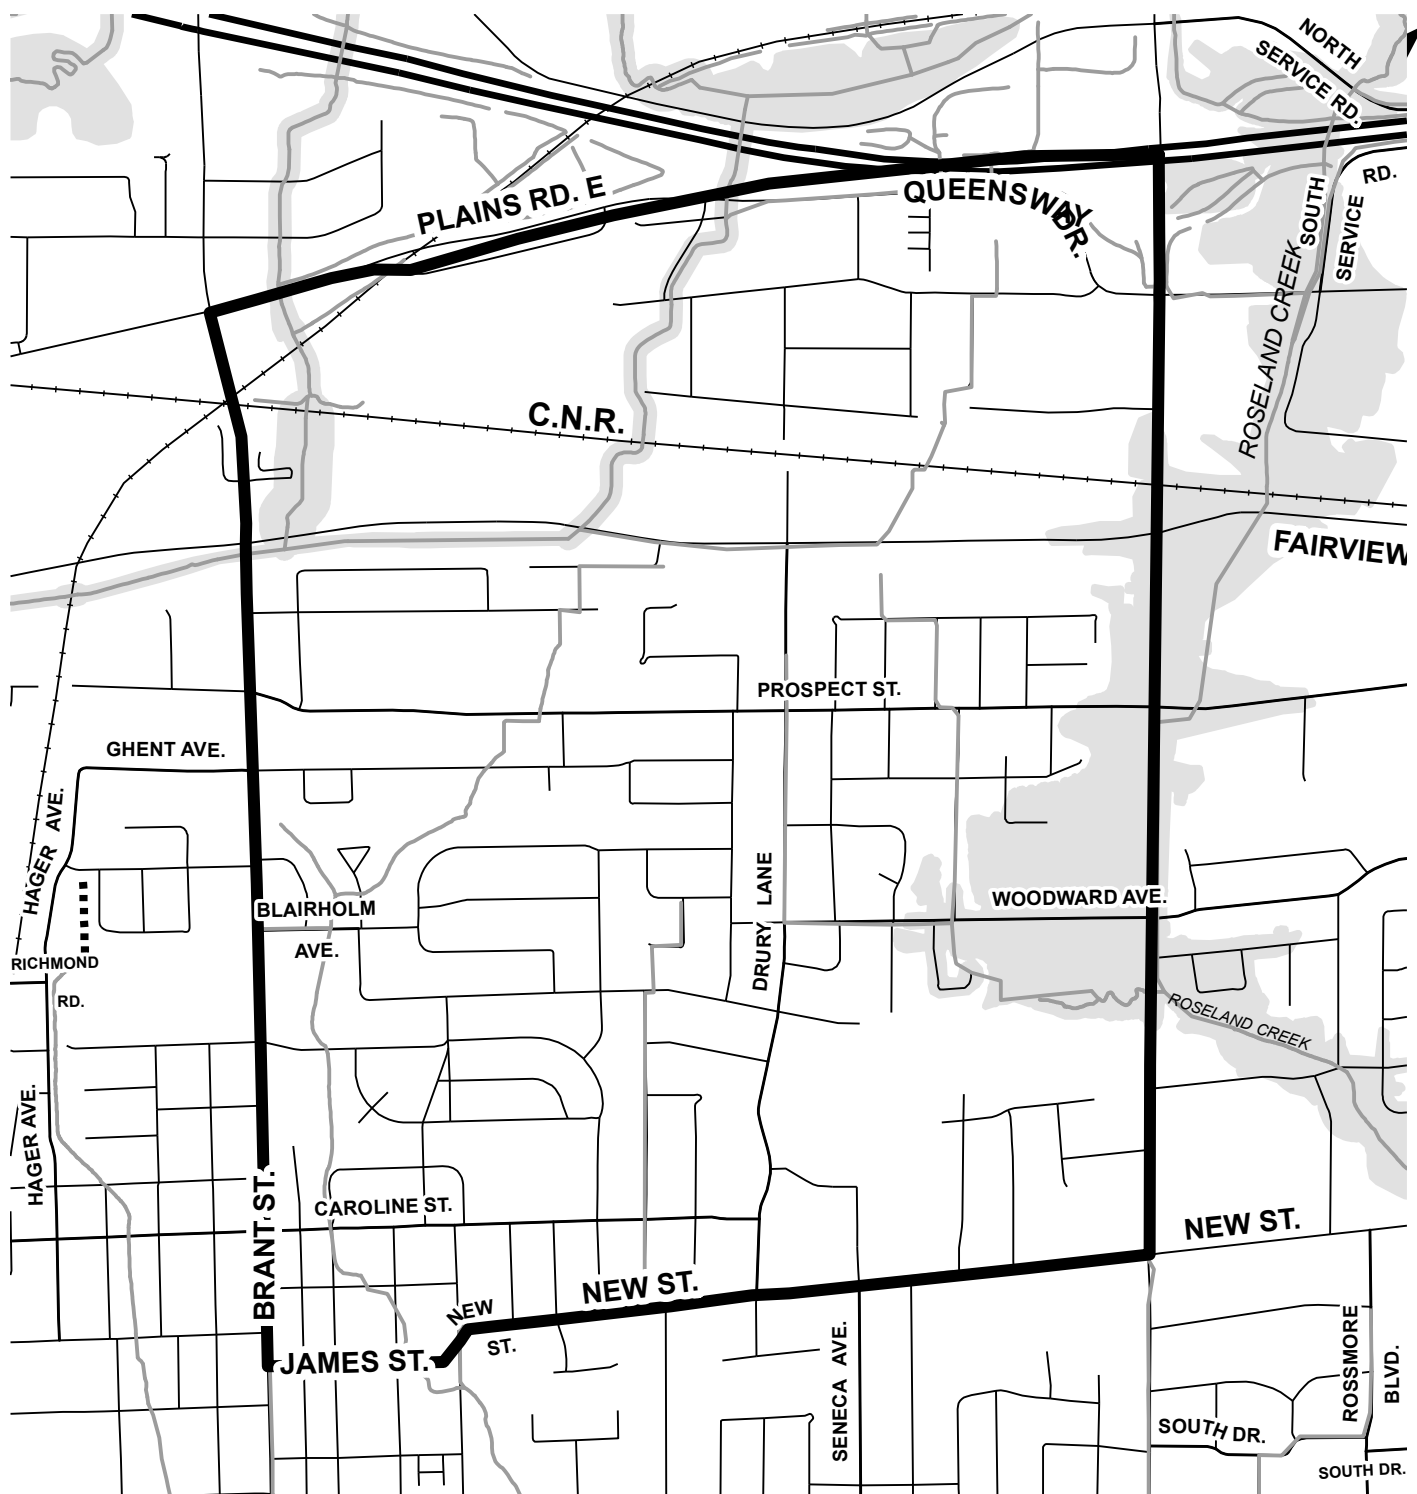 NORTH
SERVICE RD.
PLAINS RD. E
QUEENSWAY
DR.
SOUTH
SERVICE
RD.
ROSELAND CREEK
C.N.R.
FAIRVIEW
PROSPECT ST.
GHENT AVE.
HAGER AVE.
BLAIRHOLM
AVE.
DRURY LANE
WOODWARD AVE.
RICHMOND
RD.
ROSELAND CREEK
HAGER AVE.
BRANT ST.
CAROLINE ST.
NEW ST.
NEW ST.
NEW
ST.
JAMES ST.
SENECA AVE.
ROSSMORE
BLVD.
SOUTH DR.
SOUTH DR.